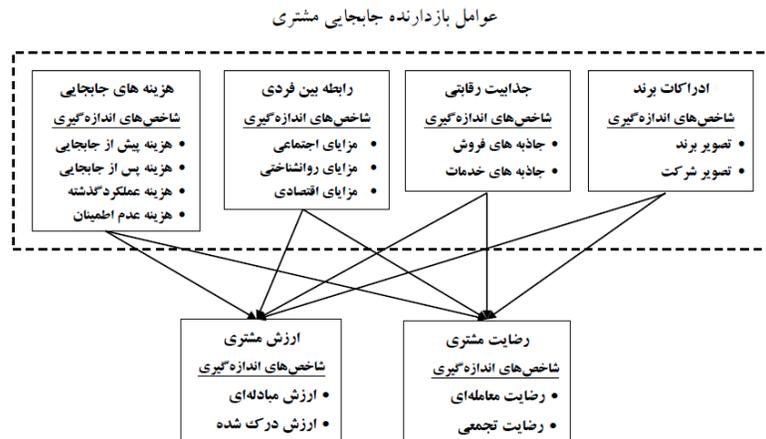 عوامل بازدارنده جابجایی مشتری
ادراکات برند
شاخص‌های اندازه‌گیری
• تصویر برند
• تصویر شرکت
جذابیت رقابتی
شاخص‌های اندازه‌گیری
• جاذبه های فروش
• جاذبه های خدمات
رابطه بین فردی
شاخص‌های اندازه‌گیری
• مزایای اجتماعی
• مزایای روانشناختی
• مزایای اقتصادی
هزینه های جابجایی
شاخص‌های اندازه‌گیری
• هزینه پیش از جابجایی
• هزینه پس از جابجایی
• هزینه عملکردگذشته
• هزینه عدم اطمینان
رضایت مشتری
شاخص‌های اندازه‌گیری
• رضایت معامله‌ای
• رضایت تجمعی
ارزش مشتری
شاخص‌های اندازه‌گیری
• ارزش مبادله‌ای
• ارزش درک شده